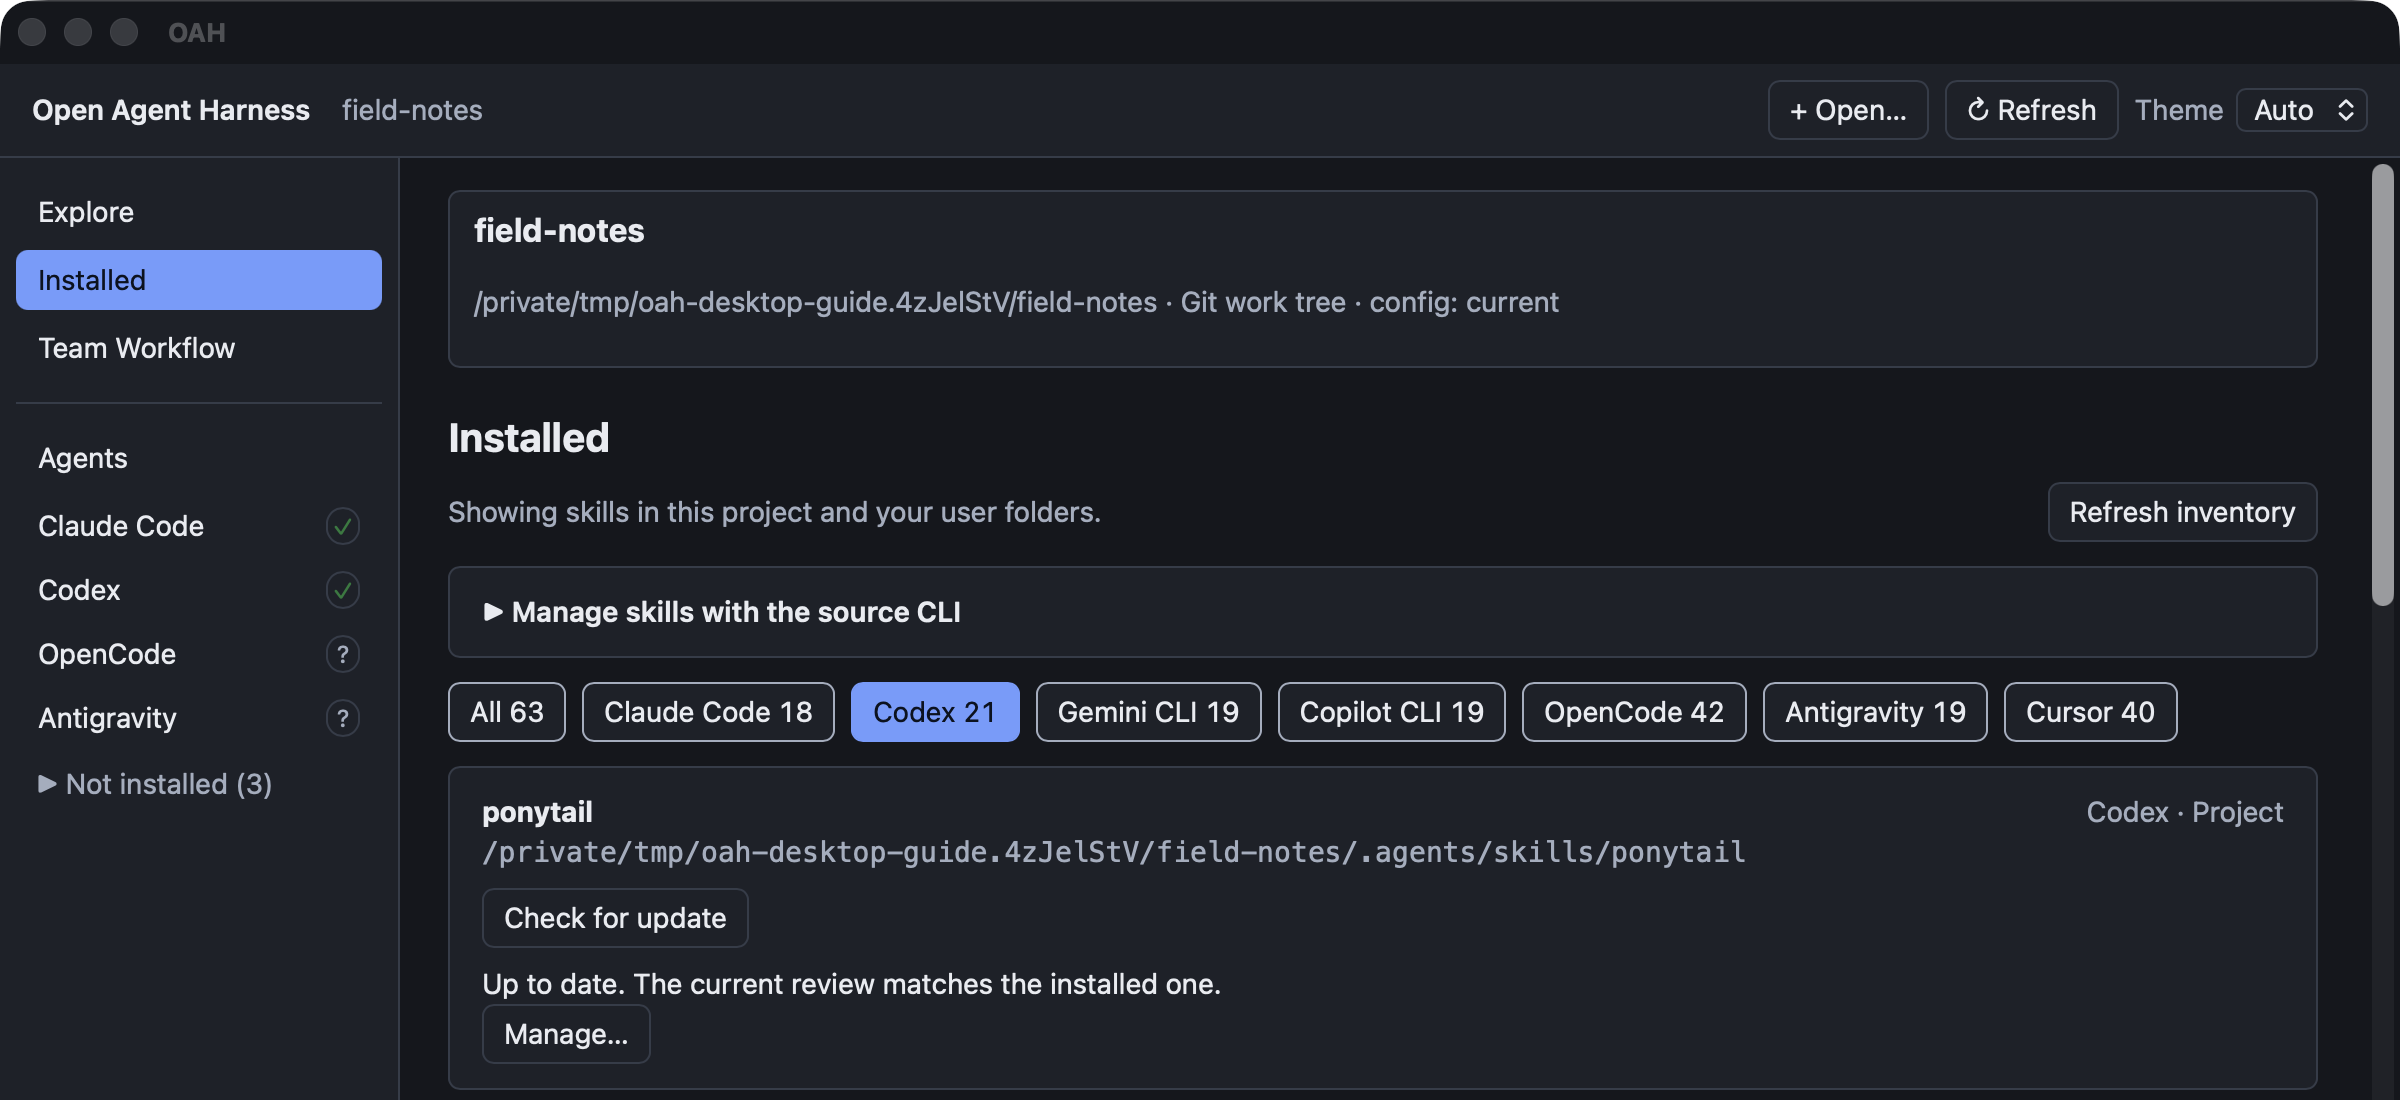 OAH
Open Agent Harness field-notes + Open... Refresh Theme Auto
Explore
Installed
Team Workflow
Agents
Claude Code ✓
Codex ✓
OpenCode ?
Antigravity ?
▶ Not installed (3)
field-notes
/private/tmp/oah-desktop-guide.4zJelStV/field-notes · Git work tree · config: current
Installed
Showing skills in this project and your user folders. Refresh inventory
▶ Manage skills with the source CLI
All 63 Claude Code 18 Codex 21 Gemini CLI 19 Copilot CLI 19 OpenCode 42 Antigravity 19 Cursor 40
ponytail Codex · Project
/private/tmp/oah-desktop-guide.4zJelStV/field-notes/.agents/skills/ponytail
Check for update
Up to date. The current review matches the installed one.
Manage...